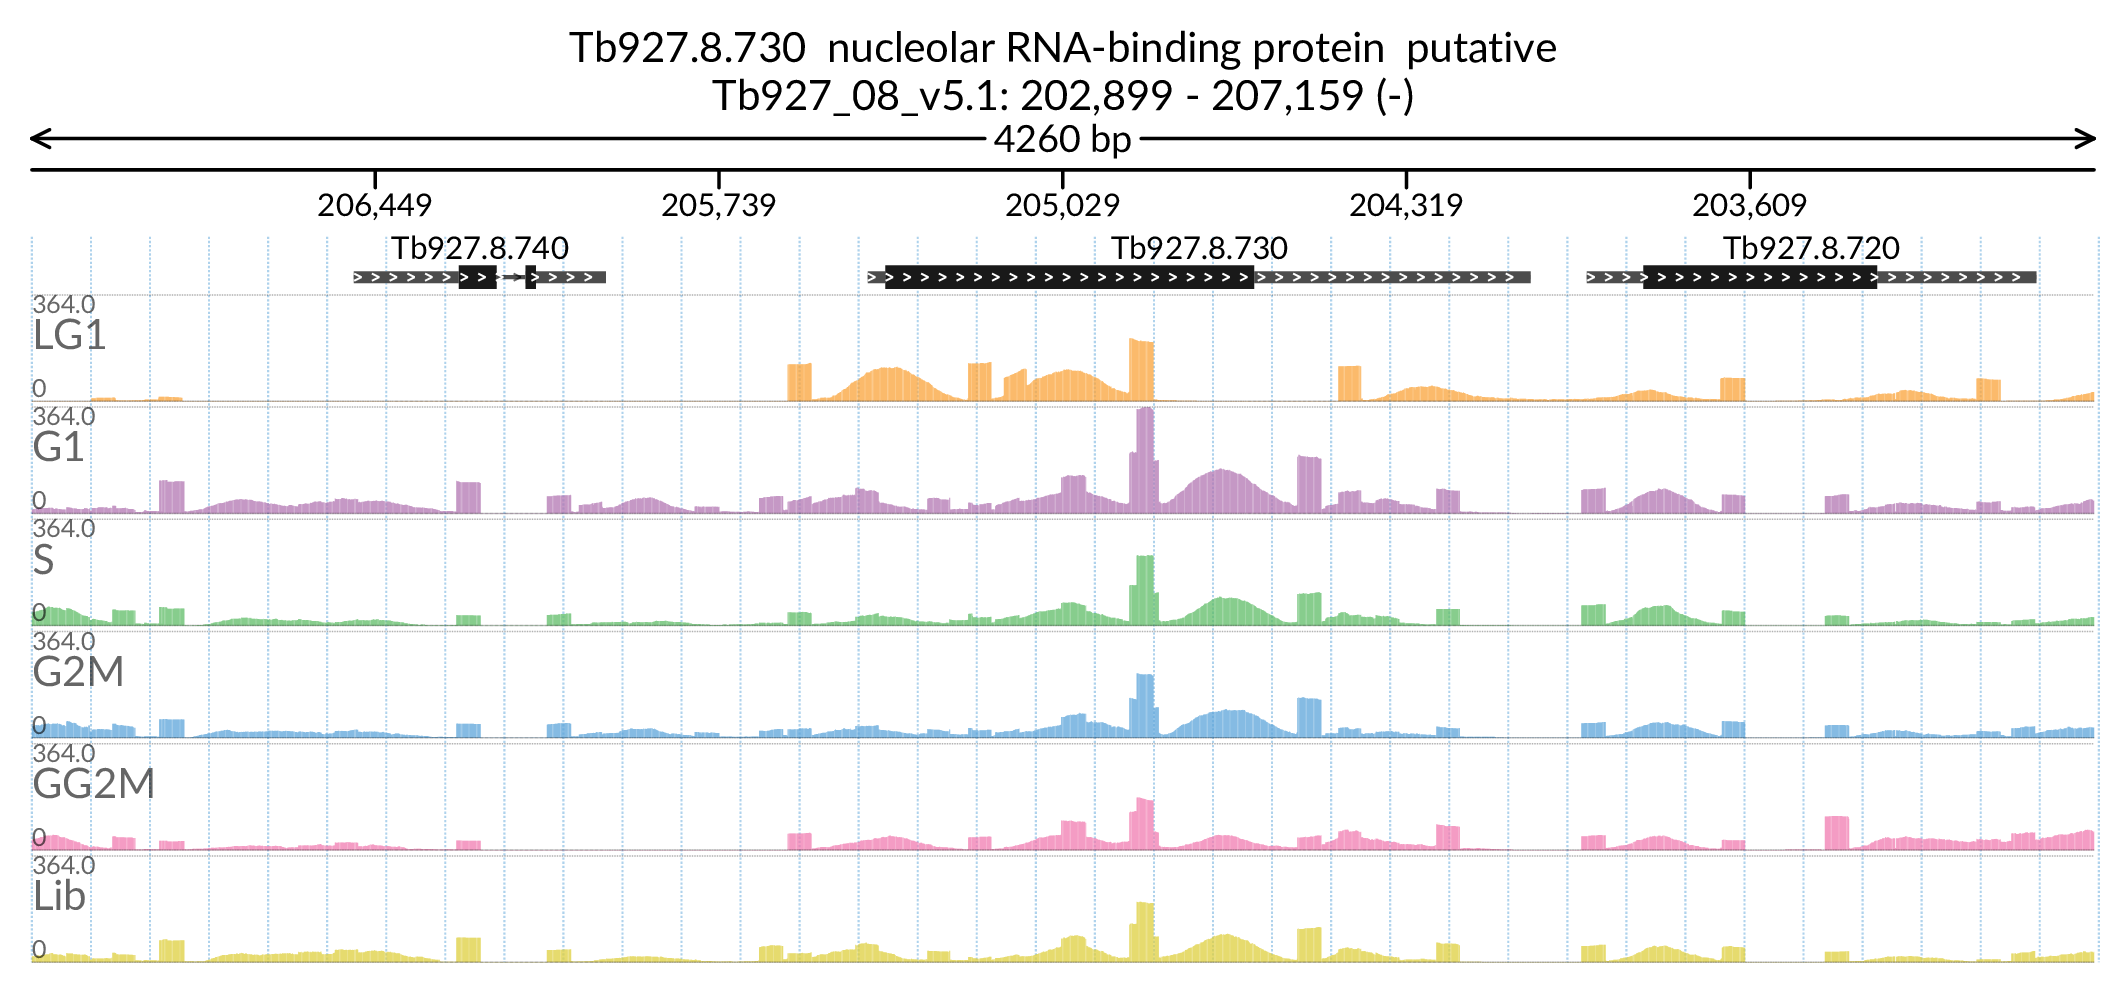 Tb927.8.730  nucleolar RNA-binding protein  putative
Tb927_08_v5.1: 202,899 - 207,159 (-)
4260 bp
206,449 205,739 205,029 204,319 203,609
Tb927.8.740 Tb927.8.730 Tb927.8.720
364.0
LG1
0
364.0
G1
0
364.0
S
0
364.0
G2M
0
364.0
GG2M
0
364.0
Lib
0